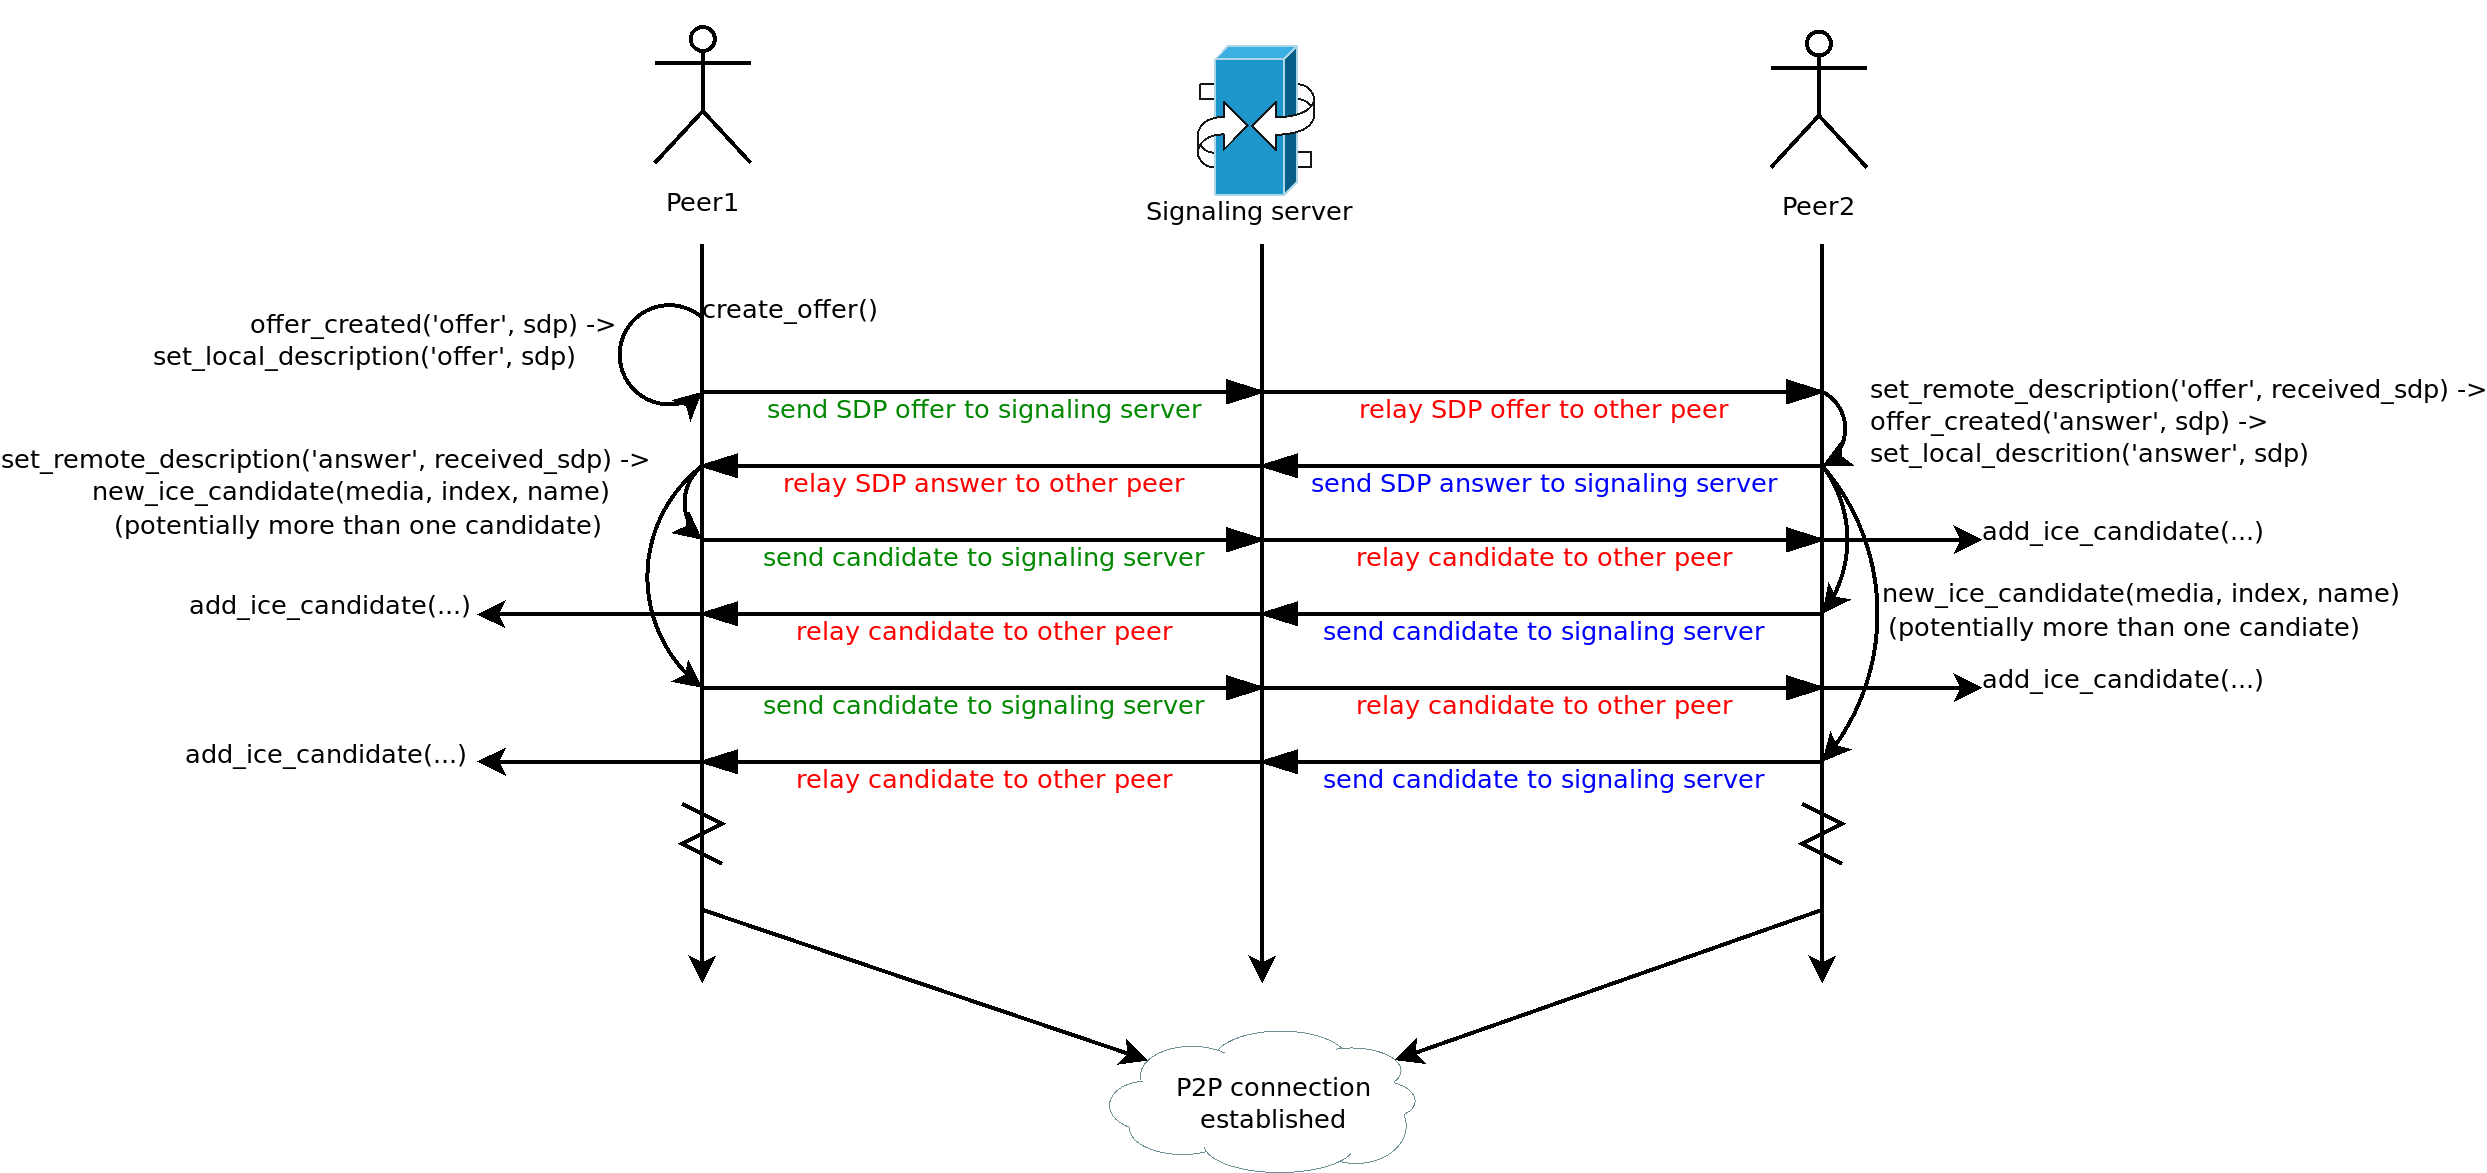 Peer1
Signaling server
Peer2
create_offer()
offer_created('offer', sdp) ->
set_local_description('offer', sdp)
send SDP offer to signaling server
relay SDP offer to other peer
set_remote_description('offer', received_sdp) ->
offer_created('answer', sdp) ->
set_local_descrition('answer', sdp)
set_remote_description('answer', received_sdp) ->
new_ice_candidate(media, index, name)
(potentially more than one candidate)
relay SDP answer to other peer
send SDP answer to signaling server
send candidate to signaling server
relay candidate to other peer
add_ice_candidate(...)
add_ice_candidate(...)
relay candidate to other peer
send candidate to signaling server
new_ice_candidate(media, index, name)
(potentially more than one candiate)
send candidate to signaling server
relay candidate to other peer
add_ice_candidate(...)
add_ice_candidate(...)
relay candidate to other peer
send candidate to signaling server
P2P connection
established